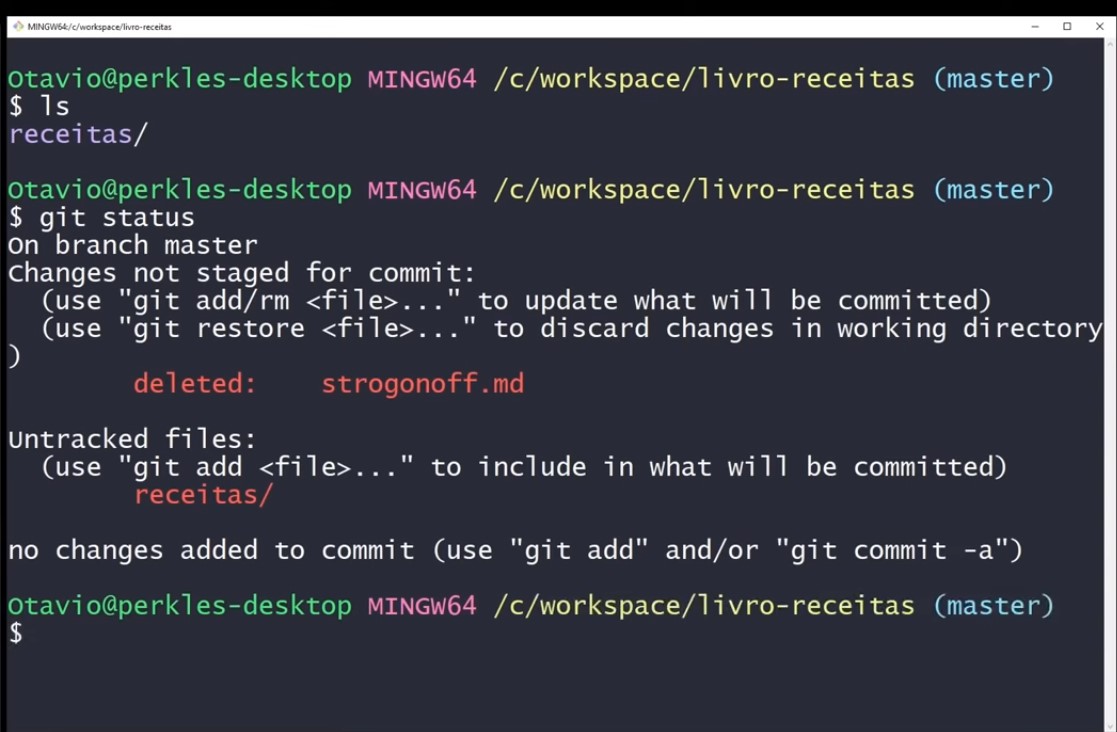 MINGW64:/c/workspace/livro-receitas
Otavio@perkles-desktop MINGW64 /c/workspace/livro-receitas (master)
$ ls
receitas/
Otavio@perkles-desktop MINGW64 /c/workspace/livro-receitas (master)
$ git status
On branch master
Changes not staged for commit:
  (use "git add/rm <file>..." to update what will be committed)
  (use "git restore <file>..." to discard changes in working directory
)
        deleted:    strogonoff.md
Untracked files:
  (use "git add <file>..." to include in what will be committed)
        receitas/
no changes added to commit (use "git add" and/or "git commit -a")
Otavio@perkles-desktop MINGW64 /c/workspace/livro-receitas (master)
$